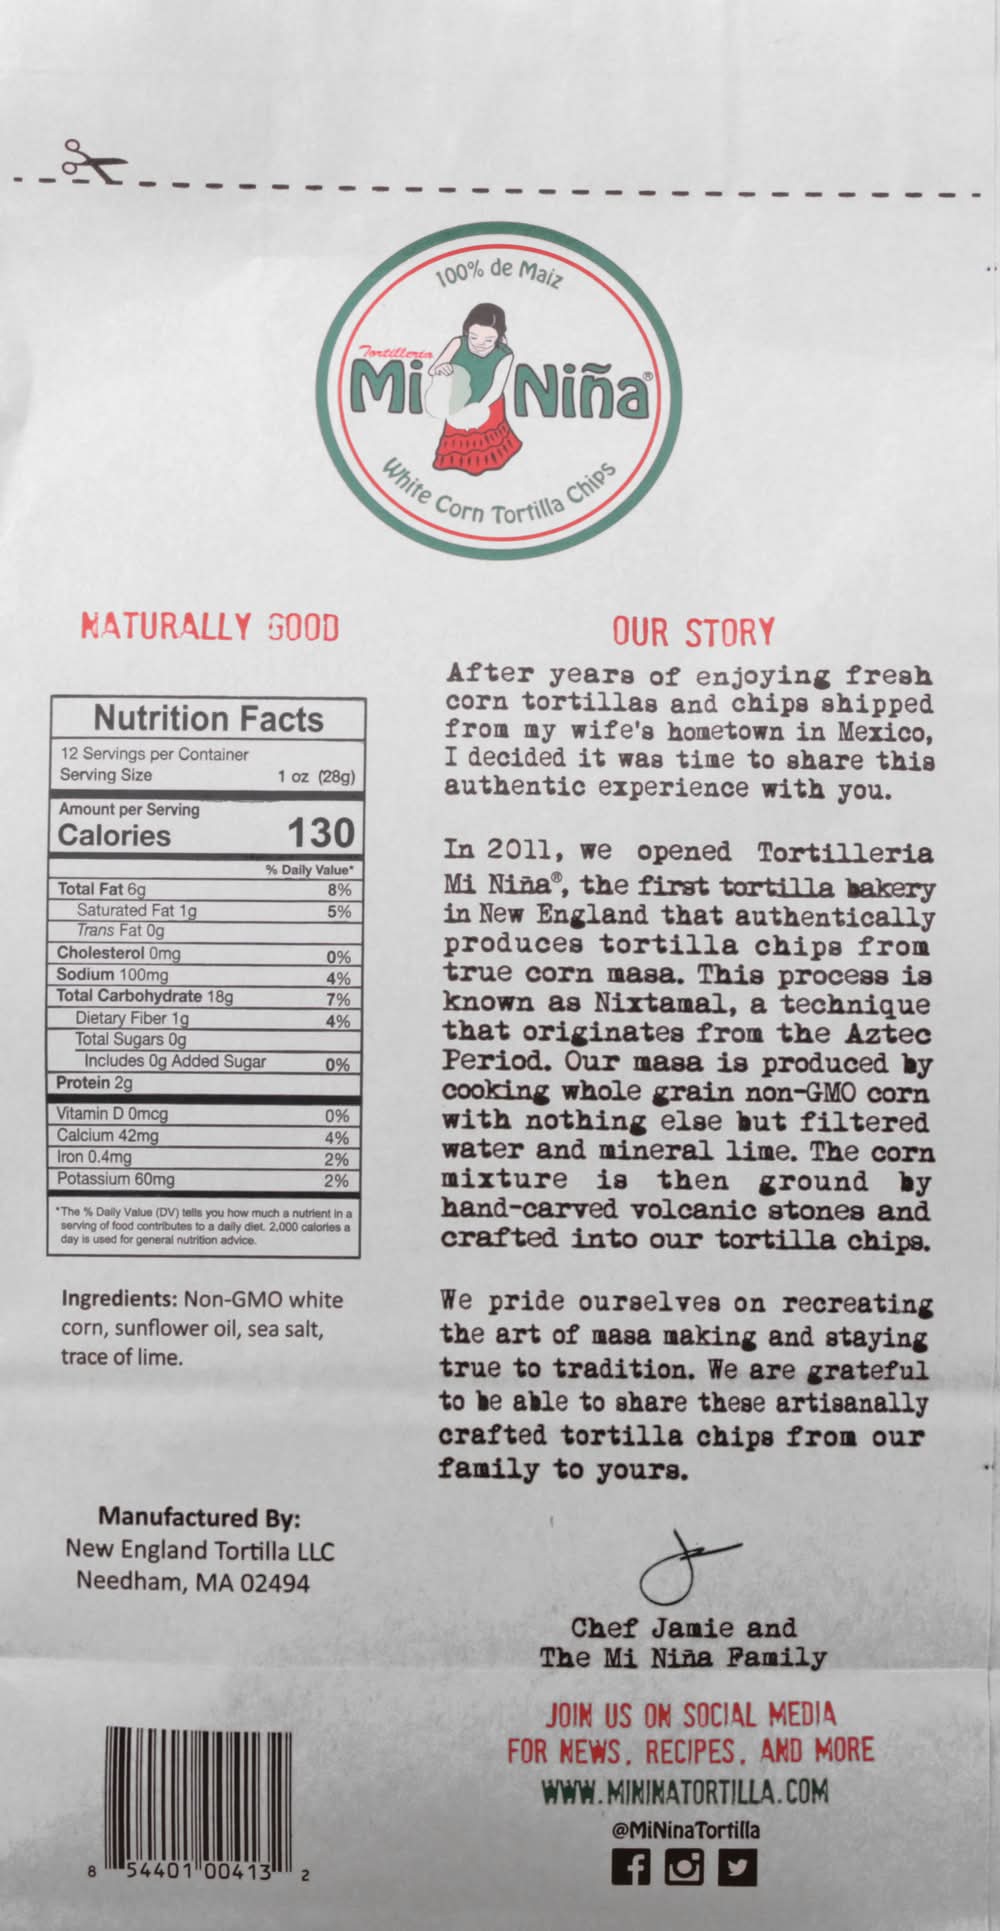 100% de Maiz
Tortilleria
Mi Niña®
White Corn Tortilla Chips
NATURALLY GOOD
Nutrition Facts
12 Servings per Container
Serving Size 1 oz (28g)
Amount per Serving
Calories 130
% Daily Value*
Total Fat 6g 8%
Saturated Fat 1g 5%
Trans Fat 0g
Cholesterol 0mg 0%
Sodium 100mg 4%
Total Carbohydrate 18g 7%
Dietary Fiber 1g 4%
Total Sugars 0g
Includes 0g Added Sugar 0%
Protein 2g
Vitamin D 0mcg 0%
Calcium 42mg 4%
Iron 0.4mg 2%
Potassium 60mg 2%
*The % Daily Value (DV) tells you how much a nutrient in a
serving of food contributes to a daily diet. 2,000 calories a
day is used for general nutrition advice.
Ingredients: Non-GMO white
corn, sunflower oil, sea salt,
trace of lime.
Manufactured By:
New England Tortilla LLC
Needham, MA 02494
8 54401 00413 2
OUR STORY
After years of enjoying fresh
corn tortillas and chips shipped
from my wife's hometown in Mexico,
I decided it was time to share this
authentic experience with you.
In 2011, we opened Tortilleria
Mi Niña®, the first tortilla bakery
in New England that authentically
produces tortilla chips from
true corn masa. This process is
known as Nixtamal, a technique
that originates from the Aztec
Period. Our masa is produced by
cooking whole grain non-GMO corn
with nothing else but filtered
water and mineral lime. The corn
mixture is then ground by
hand-carved volcanic stones and
crafted into our tortilla chips.
We pride ourselves on recreating
the art of masa making and staying
true to tradition. We are grateful
to be able to share these artisanally
crafted tortilla chips from our
family to yours.
Chef Jamie and
The Mi Niña Family
JOIN US ON SOCIAL MEDIA
FOR NEWS, RECIPES, AND MORE
WWW.MININATORTILLA.COM
@MiNinaTortilla